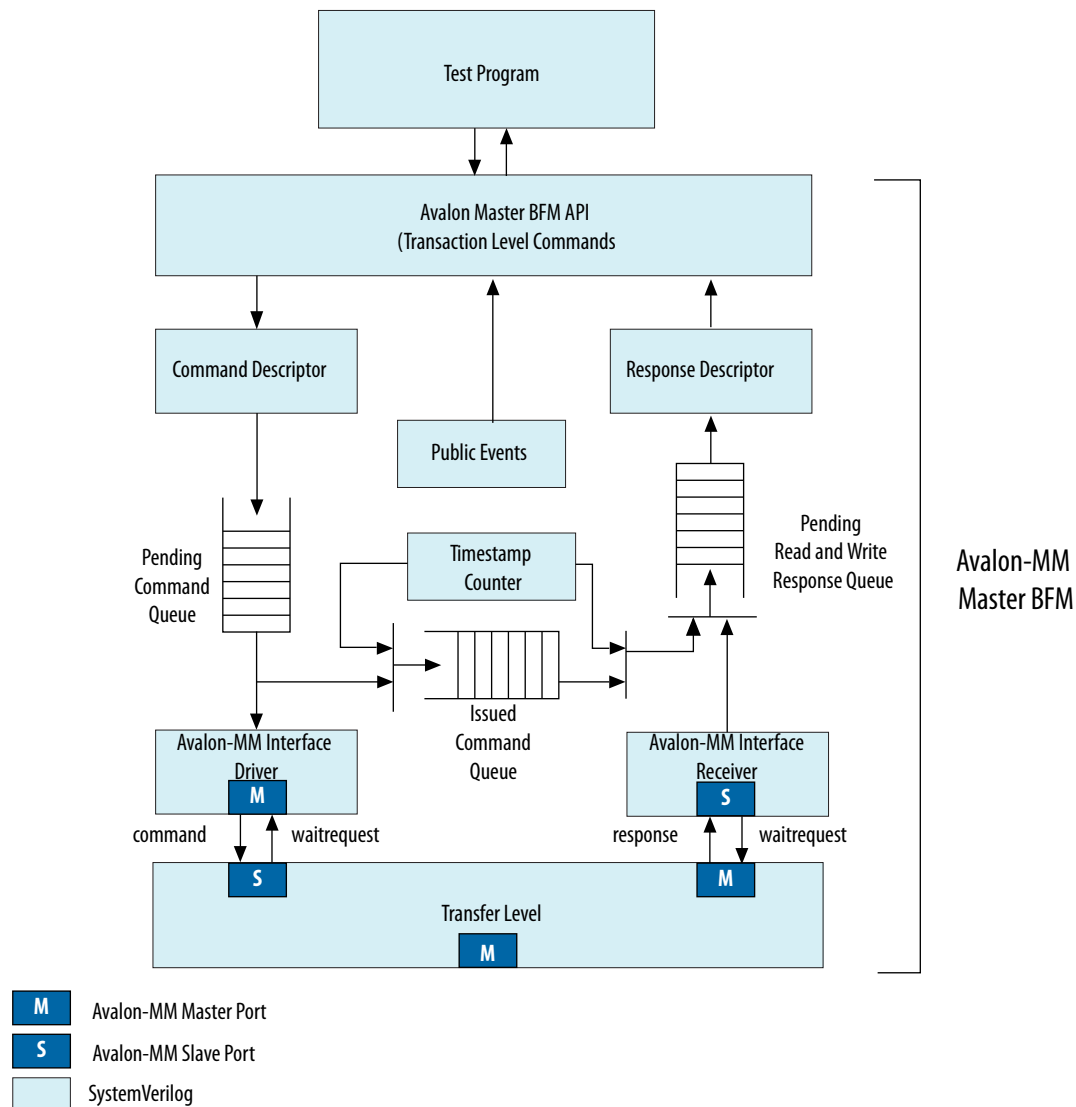 Test Program
Avalon Master BFM API
(Transaction Level Commands
Command Descriptor
Response Descriptor
Public Events
Pending
Command
Queue
Timestamp
Counter
Pending
Read and Write
Response Queue
Avalon-MM
Master BFM
Issued
Command
Queue
Avalon-MM Interface
Driver
M
Avalon-MM Interface
Receiver
S
command
waitrequest
response
waitrequest
S
M
Transfer Level
M
M
Avalon-MM Master Port
S
Avalon-MM Slave Port
SystemVerilog